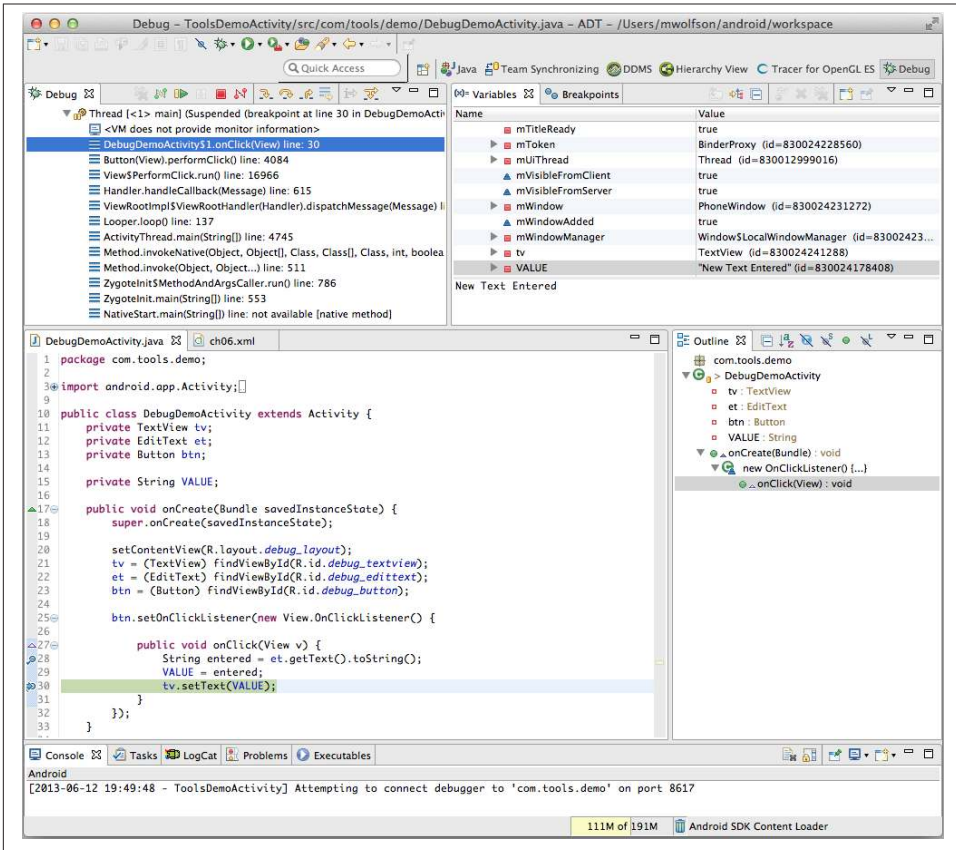 Debug – ToolsDemoActivity/src/com/tools/demo/DebugDemoActivity.java – ADT – /Users/mwolfson/android/workspace
Quick Access
Java Team Synchronizing DDMS Hierarchy View Tracer for OpenGL ES Debug
Debug
Thread [<1> main] (Suspended (breakpoint at line 30 in DebugDemoActiv
<VM does not provide monitor information>
DebugDemoActivity$1.onClick(View) line: 30
Button(View).performClick() line: 4084
View$PerformClick.run() line: 16966
Handler.handleCallback(Message) line: 615
ViewRootImpl$ViewRootHandler(Handler).dispatchMessage(Message) li
Looper.loop() line: 137
ActivityThread.main(String[]) line: 4745
Method.invokeNative(Object, Object[], Class, Class[], Class, int, boolea
Method.invoke(Object, Object...) line: 511
ZygoteInit$MethodAndArgsCaller.run() line: 786
ZygoteInit.main(String[]) line: 553
NativeStart.main(String[]) line: not available [native method]
(x)= Variables Breakpoints
Name Value
mTitleReady true
mToken BinderProxy (id=830024228560)
mUiThread Thread (id=830012999016)
mVisibleFromClient true
mVisibleFromServer true
mWindow PhoneWindow (id=830024231272)
mWindowAdded true
mWindowManager Window$LocalWindowManager (id=83002423...
tv TextView (id=830024241288)
VALUE "New Text Entered" (id=830024178408)
New Text Entered
DebugDemoActivity.java ch06.xml
1 package com.tools.demo;
2
3 import android.app.Activity;
9
10 public class DebugDemoActivity extends Activity {
11 private TextView tv;
12 private EditText et;
13 private Button btn;
14
15 private String VALUE;
16
17 public void onCreate(Bundle savedInstanceState) {
18 super.onCreate(savedInstanceState);
19
20 setContentView(R.layout.debug_layout);
21 tv = (TextView) findViewById(R.id.debug_textview);
22 et = (EditText) findViewById(R.id.debug_edittext);
23 btn = (Button) findViewById(R.id.debug_button);
24
25 btn.setOnClickListener(new View.OnClickListener() {
26
27 public void onClick(View v) {
28 String entered = et.getText().toString();
29 VALUE = entered;
30 tv.setText(VALUE);
31 }
32 });
33 }
Outline
com.tools.demo
> DebugDemoActivity
tv : TextView
et : EditText
btn : Button
VALUE : String
onCreate(Bundle) : void
new OnClickListener() {...}
onClick(View) : void
Console Tasks LogCat Problems Executables
Android
[2013-06-12 19:49:48 - ToolsDemoActivity] Attempting to connect debugger to 'com.tools.demo' on port 8617
111M of 191M Android SDK Content Loader